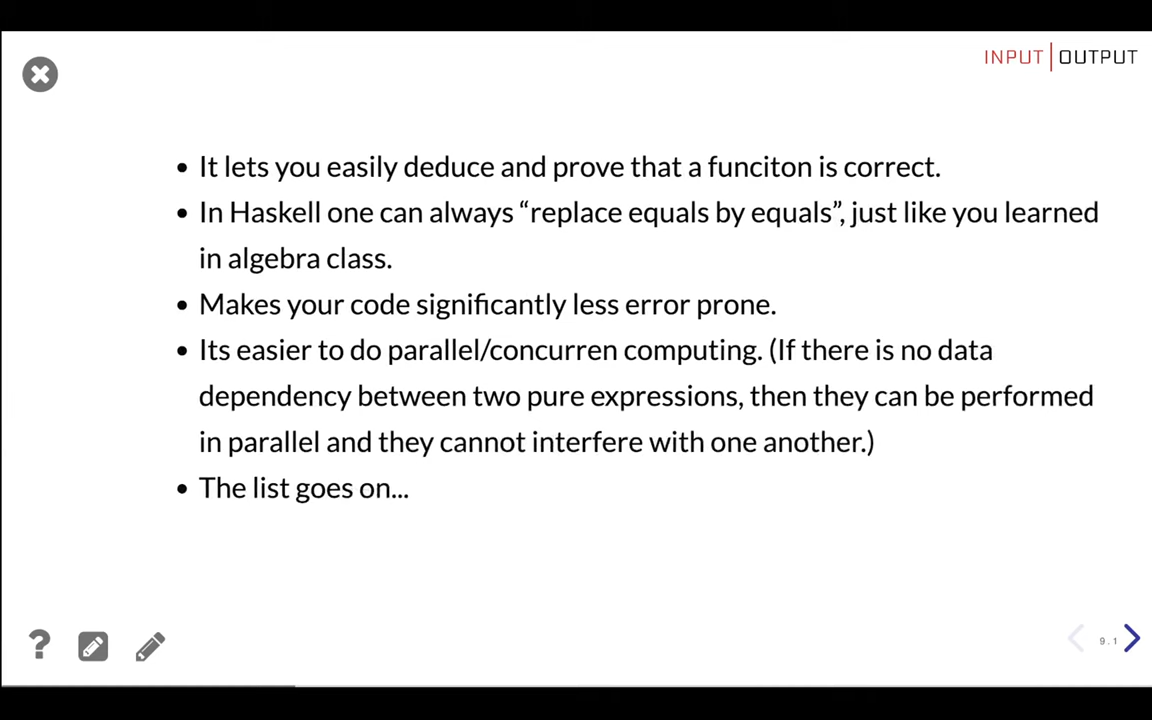 INPUT|OUTPUT
• It lets you easily deduce and prove that a funciton is correct.
• In Haskell one can always “replace equals by equals”, just like you learned
in algebra class.
• Makes your code significantly less error prone.
• Its easier to do parallel/concurren computing. (If there is no data
dependency between two pure expressions, then they can be performed
in parallel and they cannot interfere with one another.)
• The list goes on...
?
9.1